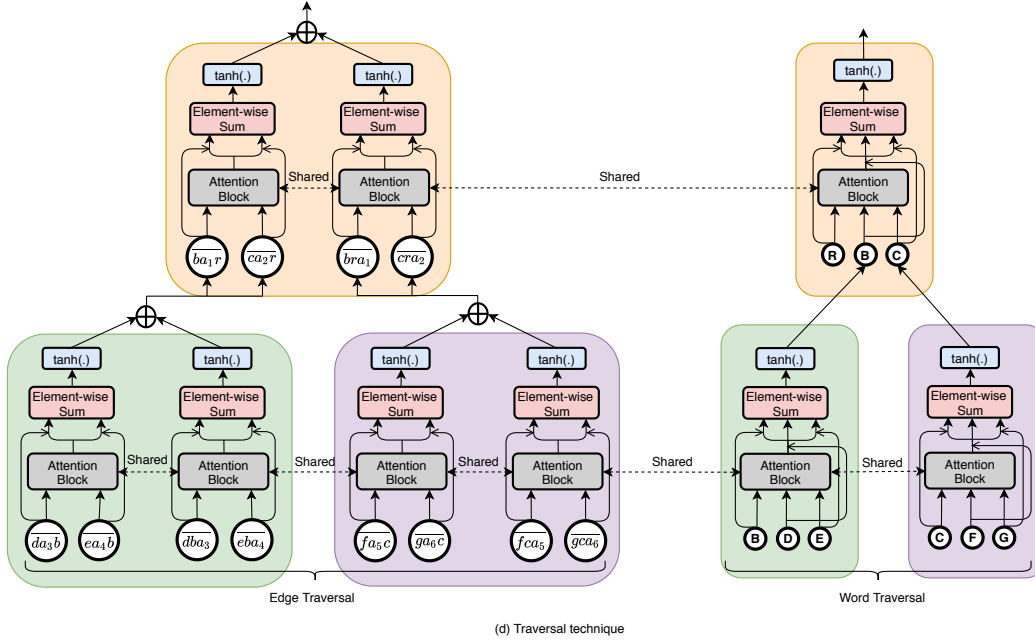 tanh(.) tanh(.) tanh(.)
Element-wise Sum Element-wise Sum Element-wise Sum
Attention Block Shared Attention Block Shared Attention Block
ba₁r ca₂r bra₁ cra₂ R B C
tanh(.) tanh(.) tanh(.) tanh(.) tanh(.) tanh(.)
Element-wise Sum Element-wise Sum Element-wise Sum Element-wise Sum Element-wise Sum Element-wise Sum
Attention Block Shared Attention Block Shared Attention Block Shared Attention Block Shared Attention Block Shared Attention Block
da₃b ea₄b dba₃ eba₄ fa₅c ga₆c fca₅ gca₆ B D E C F G
Edge Traversal Word Traversal
(d) Traversal technique